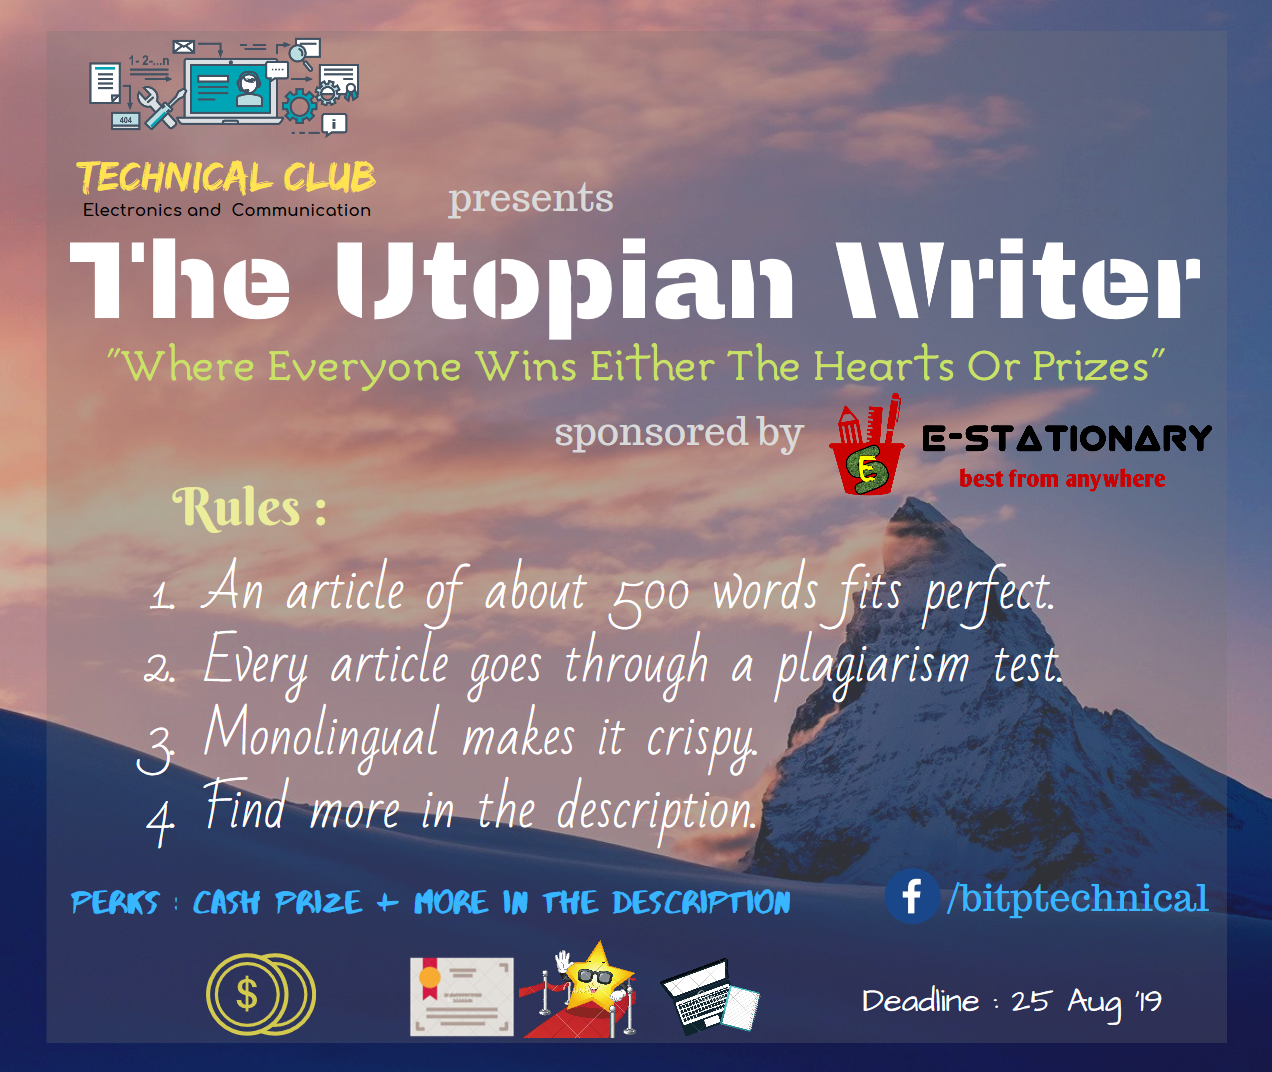 1- 2-...n
404
TECHNICAL CLUB
Electronics and Communication
presents
The Utopian Writer
"Where Everyone Wins Either The Hearts Or Prizes"
sponsored by
E-STATIONARY
best from anywhere
E
S
Rules :
1. An article of about 500 words fits perfect.
2. Every article goes through a plagiarism test.
3. Monolingual makes it crispy.
4. Find more in the description.
PERKS : CASH PRIZE + MORE IN THE DESCRIPTION
f /bitptechnical
$
Deadline : 25 Aug '19